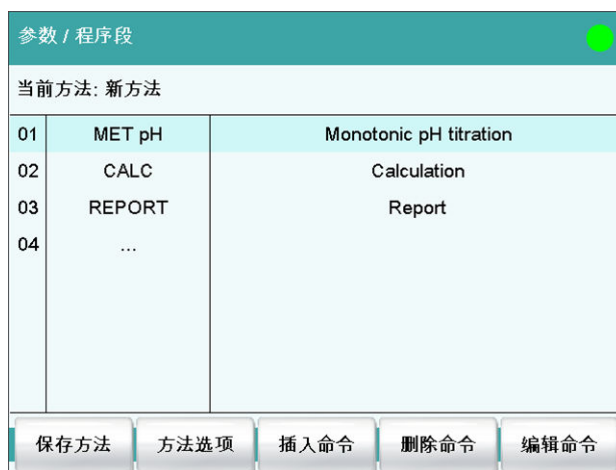 参数 / 程序段
当前方法: 新方法
01 MET pH Monotonic pH titration
02 CALC Calculation
03 REPORT Report
04 ...
保存方法 方法选项 插入命令 删除命令 编辑命令